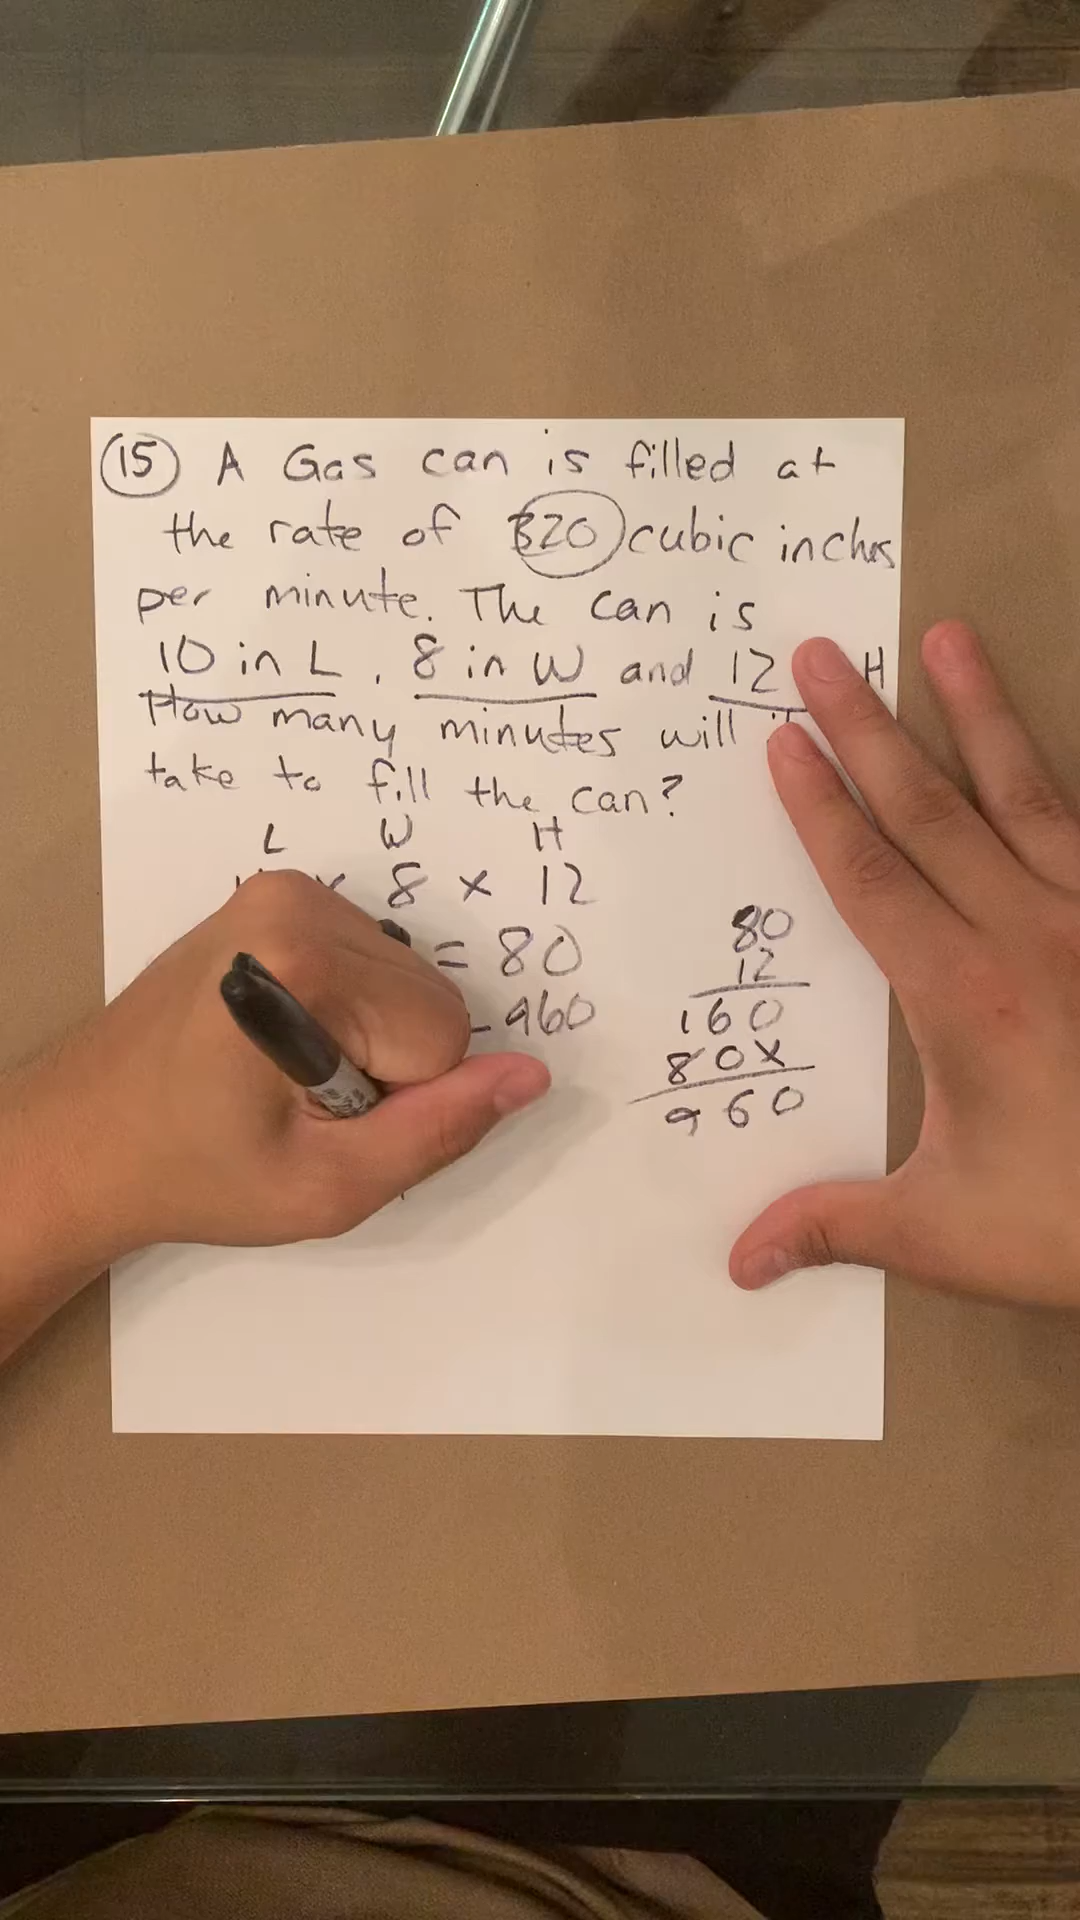 15 A Gas can is filled at
the rate of 320 cubic inches
per minute. The can is
10 in L, 8 in W and 12 H
How many minutes will
take to fill the can?
L W H
x 8 x 12
= 80
960
80
12
160
80x
960